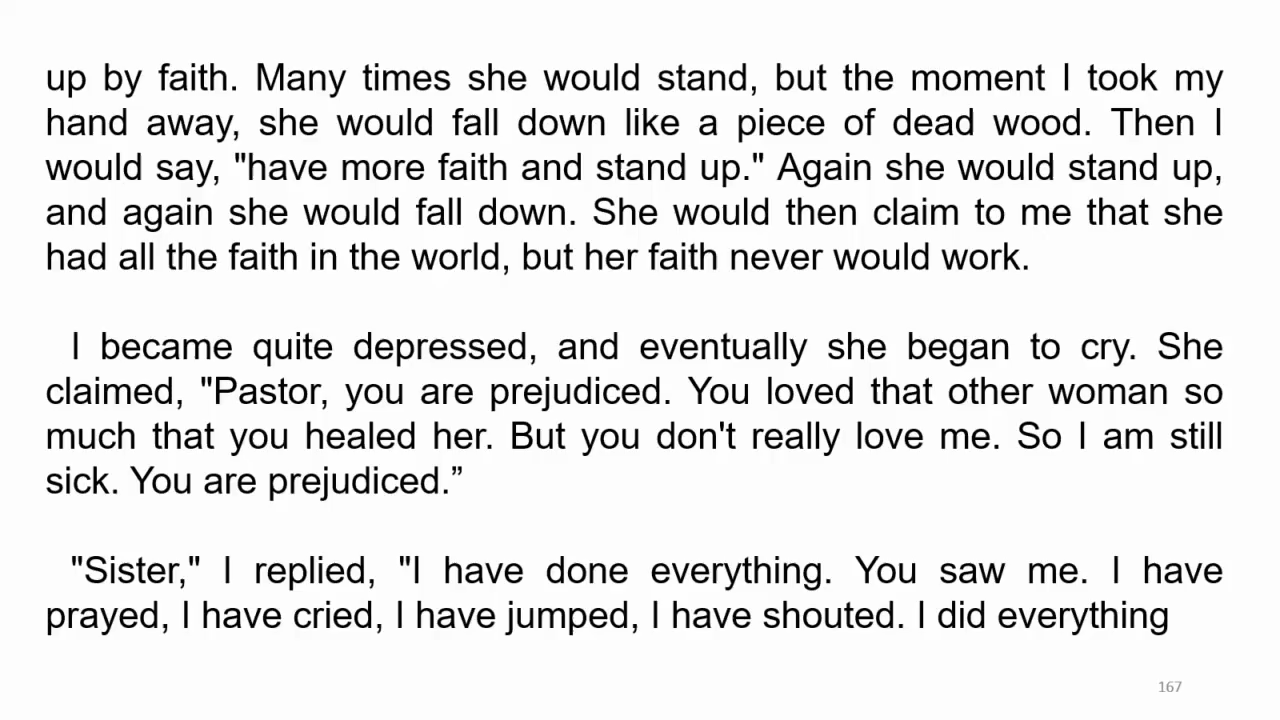 up by faith. Many times she would stand, but the moment I took my
hand away, she would fall down like a piece of dead wood. Then I
would say, "have more faith and stand up." Again she would stand up,
and again she would fall down. She would then claim to me that she
had all the faith in the world, but her faith never would work.
I became quite depressed, and eventually she began to cry. She
claimed, "Pastor, you are prejudiced. You loved that other woman so
much that you healed her. But you don't really love me. So I am still
sick. You are prejudiced.”
"Sister," I replied, "I have done everything. You saw me. I have
prayed, I have cried, I have jumped, I have shouted. I did everything
167